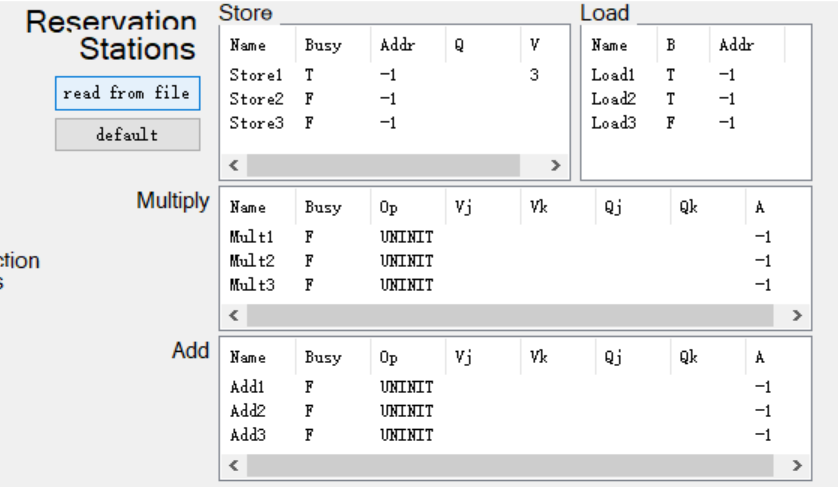 Reservation
Stations
read from file
default
Store
Name Busy Addr Q V
Store1 T -1 3
Store2 F -1
Store3 F -1
Load
Name B Addr
Load1 T -1
Load2 T -1
Load3 F -1
Multiply
Name Busy Op Vj Vk Qj Qk A
Mult1 F UNINIT -1
Mult2 F UNINIT -1
Mult3 F UNINIT -1
ction
s
Add
Name Busy Op Vj Vk Qj Qk A
Add1 F UNINIT -1
Add2 F UNINIT -1
Add3 F UNINIT -1